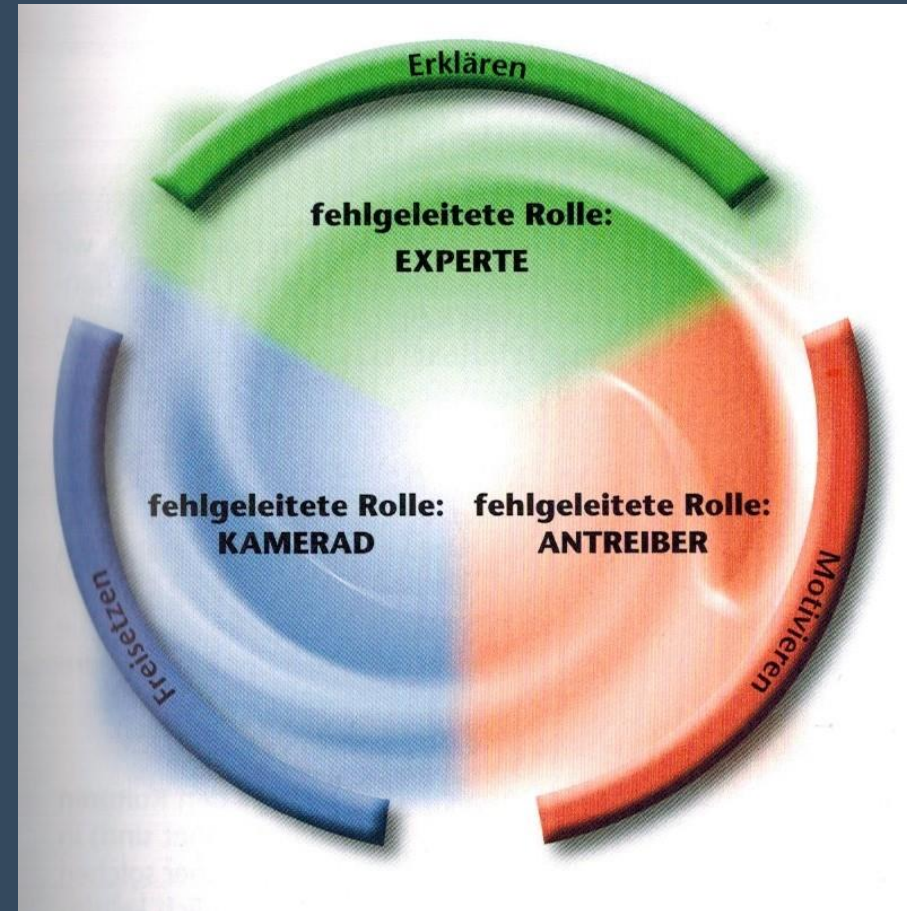 Erklären
fehlgeleitete Rolle:
EXPERTE
fehlgeleitete Rolle:
KAMERAD
fehlgeleitete Rolle:
ANTREIBER
Freisetzen
Motivieren